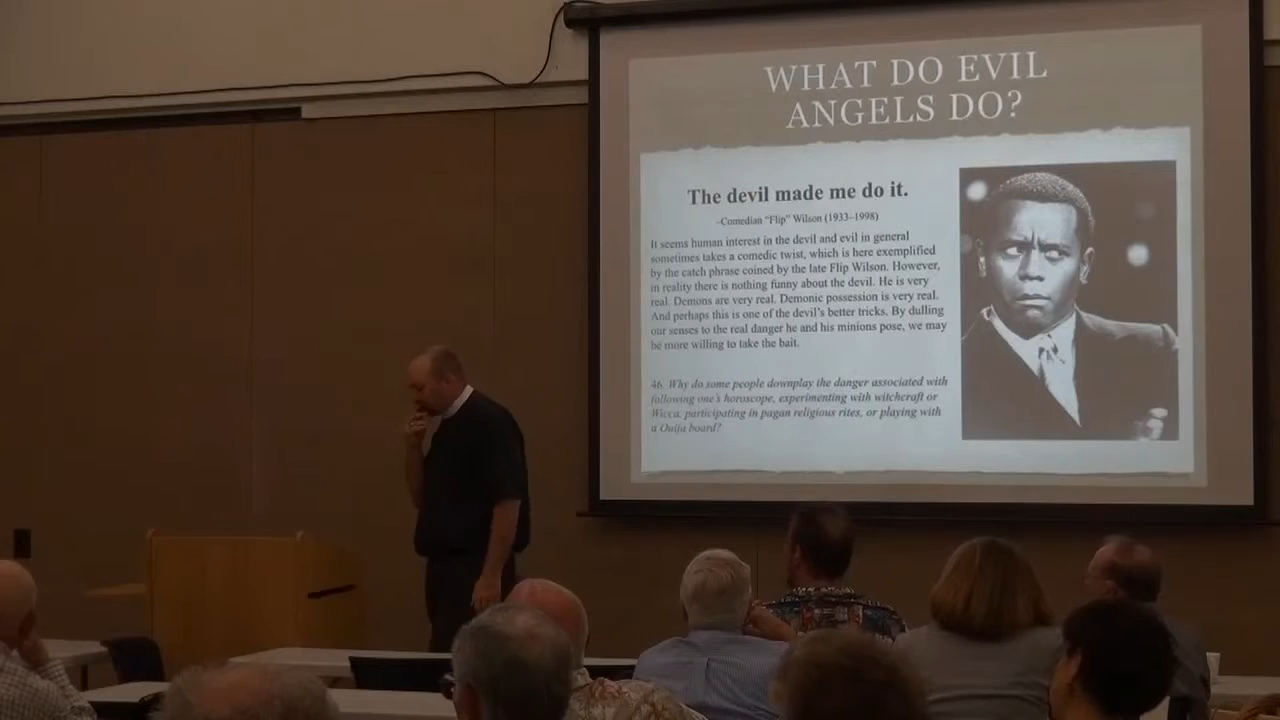 WHAT DO EVIL
ANGELS DO?
The devil made me do it.
–Comedian "Flip" Wilson (1933–1998)
It seems human interest in the devil and evil in general
sometimes takes a comedic twist, which is here exemplified
by the catch phrase coined by the late Flip Wilson. However,
in reality there is nothing funny about the devil. He is very
real. Demons are very real. Demonic possession is very real.
And perhaps this is one of the devil's better tricks. By dulling
our senses to the real danger he and his minions pose, we may
be more willing to take the bait.
46. Why do some people downplay the danger associated with
following one's horoscope, experimenting with witchcraft or
Wicca, participating in pagan religious rites, or playing with
a Ouija board?